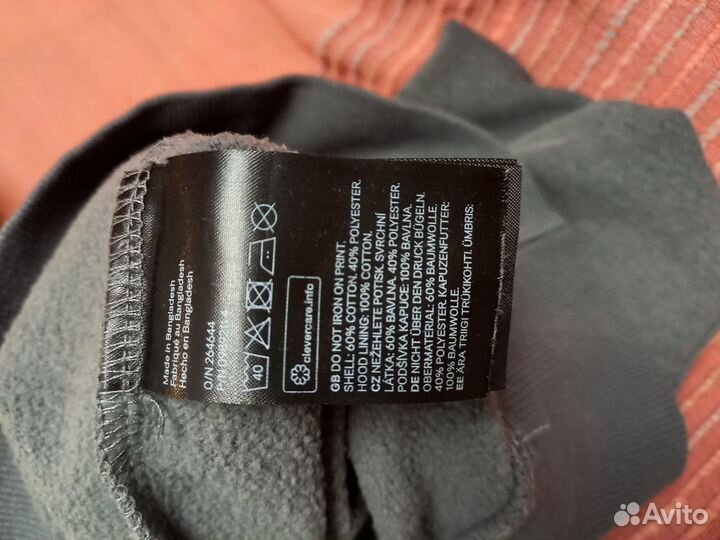 Made in Bangladesh
Fabriqué au Bangladesh
Hecho en Bangladesh
O/N 264644
40
clevercare.info
GB DO NOT IRON ON PRINT.
SHELL: 60% COTTON. 40% POLYESTER.
HOOD LINING: 100% COTTON.
CZ NEŽEHLETE POTISK. SVRCHNÍ
LÁTKA: 60% BAVLNA. 40% POLYESTER.
PODŠÍVKA KAPUCE: 100% BAVLNA.
DE NICHT ÜBER DEN DRUCK BÜGELN.
OBERMATERIAL: 60% BAUMWOLLE.
40% POLYESTER. KAPUZENFUTTER:
100% BAUMWOLLE.
EE ÄRA TRIIGI TRÜKIKOHTI. ÜMBRIS:
Avito